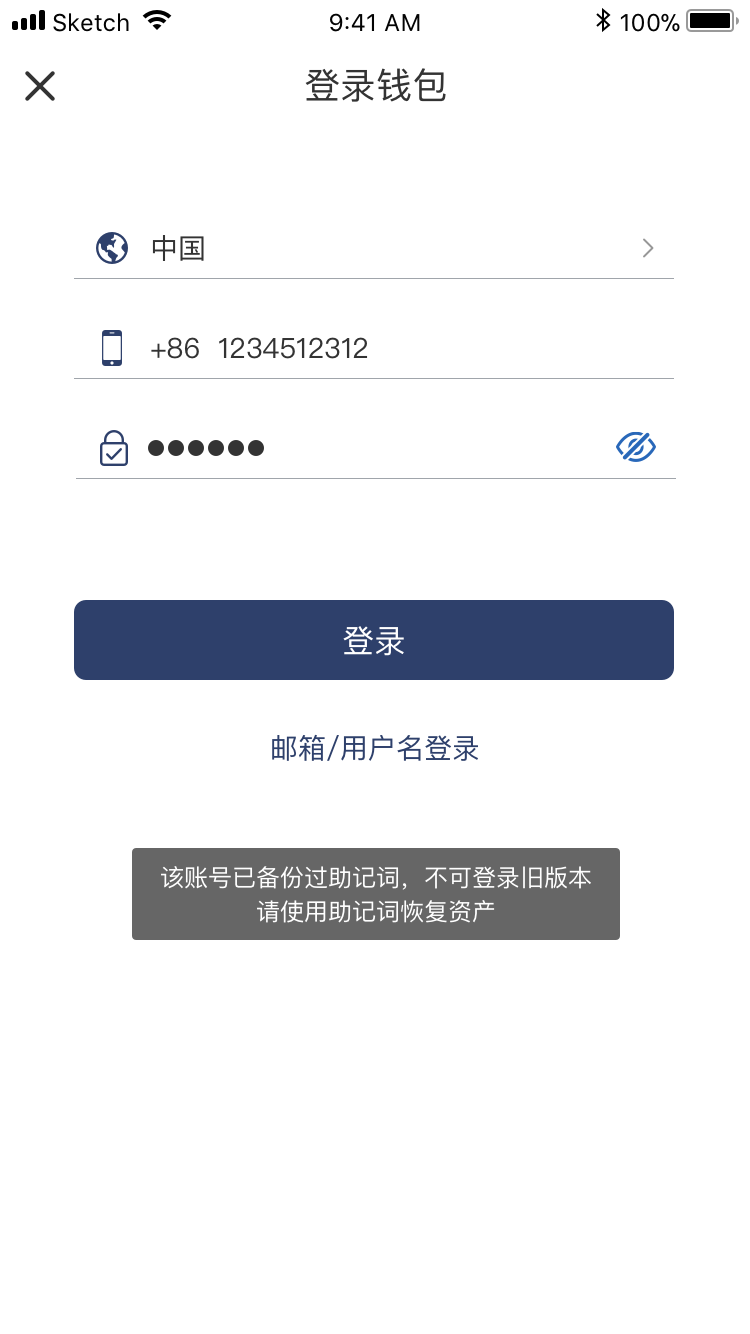 Sketch 9:41 AM 100%
登录钱包
中国
+86 1234512312
登录
邮箱/用户名登录
该账号已备份过助记词，不可登录旧版本
请使用助记词恢复资产